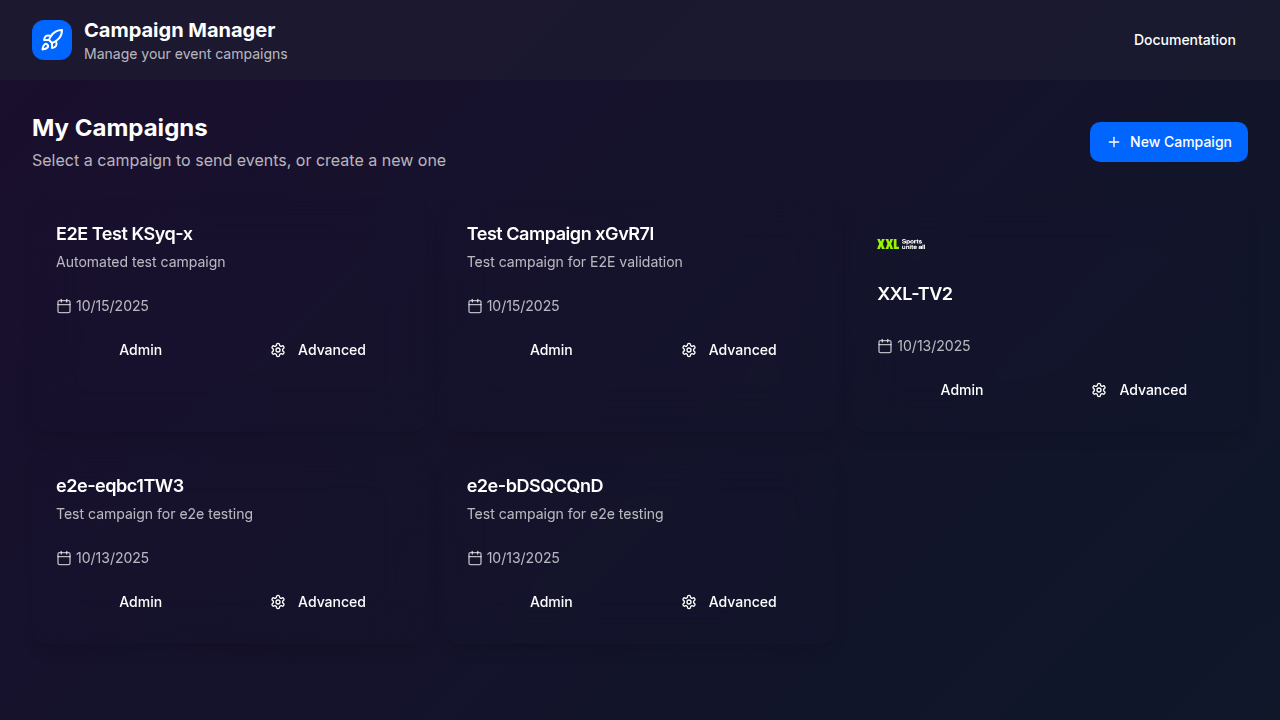 Campaign Manager
Manage your event campaigns
Documentation
My Campaigns
Select a campaign to send events, or create a new one
New Campaign
E2E Test KSyq-x
Automated test campaign
10/15/2025
Admin
Advanced
Test Campaign xGvR7l
Test campaign for E2E validation
10/15/2025
Admin
Advanced
XXL Sports
unite all
XXL-TV2
10/13/2025
Admin
Advanced
e2e-eqbc1TW3
Test campaign for e2e testing
10/13/2025
Admin
Advanced
e2e-bDSQCQnD
Test campaign for e2e testing
10/13/2025
Admin
Advanced